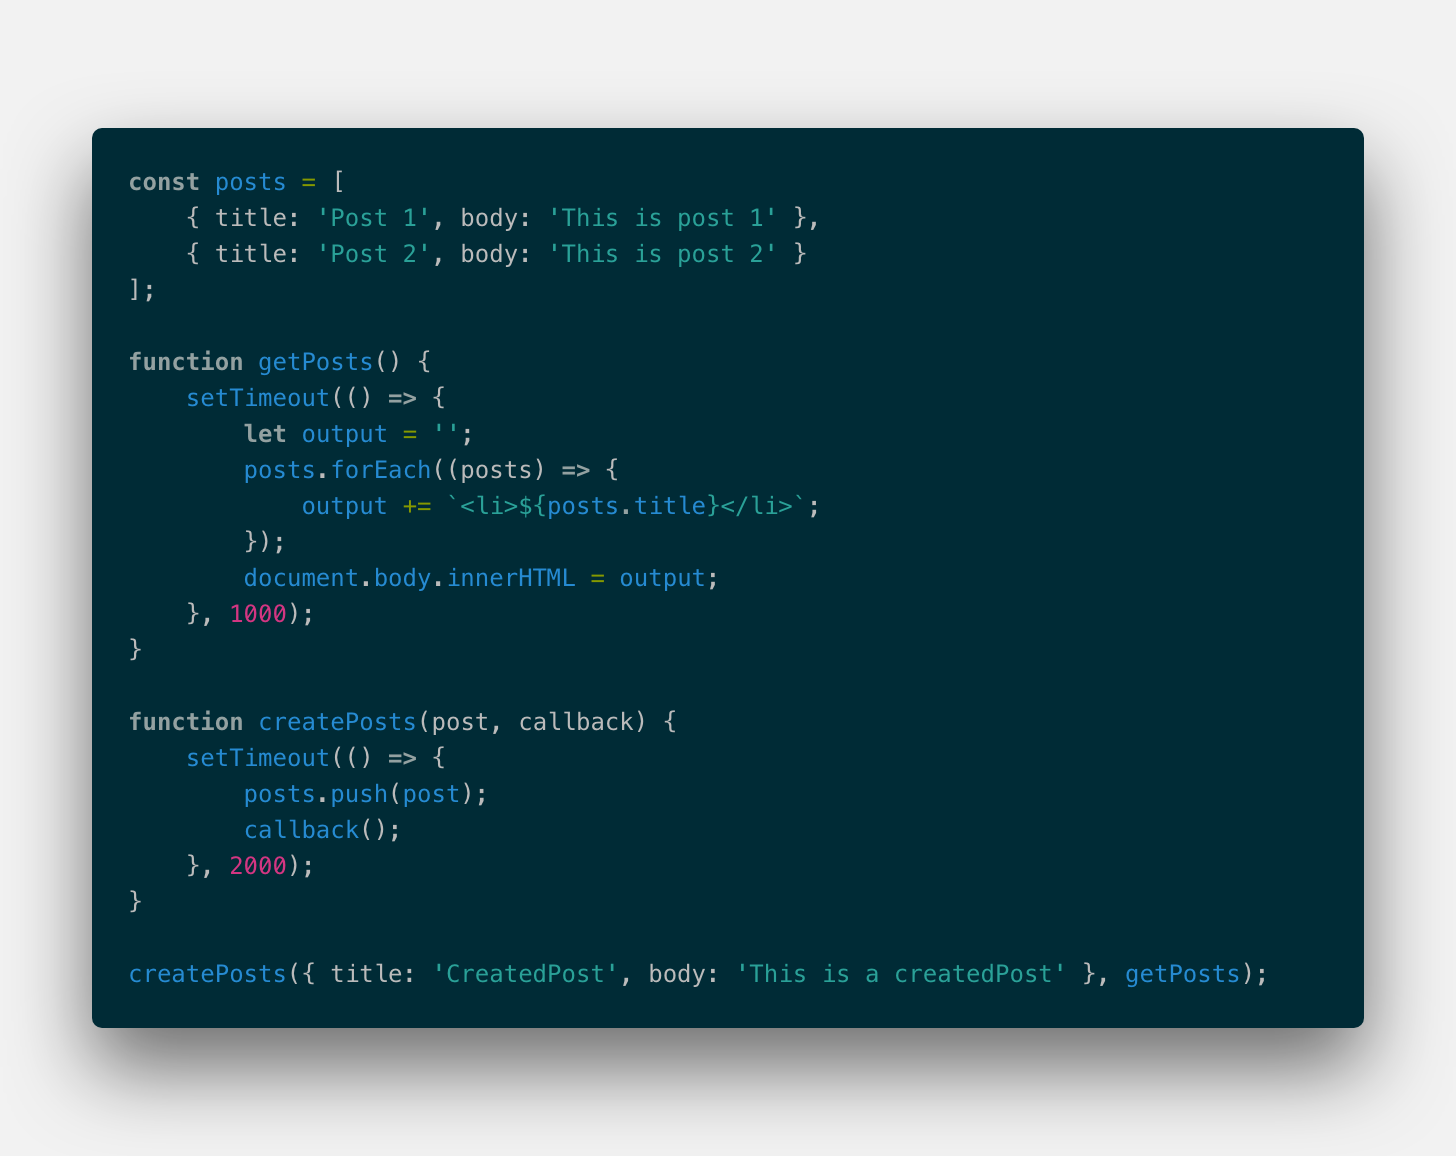 const posts = [
    { title: 'Post 1', body: 'This is post 1' },
    { title: 'Post 2', body: 'This is post 2' }
];

function getPosts() {
    setTimeout(() => {
        let output = '';
        posts.forEach((posts) => {
            output += `<li>${posts.title}</li>`;
        });
        document.body.innerHTML = output;
    }, 1000);
}

function createPosts(post, callback) {
    setTimeout(() => {
        posts.push(post);
        callback();
    }, 2000);
}

createPosts({ title: 'CreatedPost', body: 'This is a createdPost' }, getPosts);